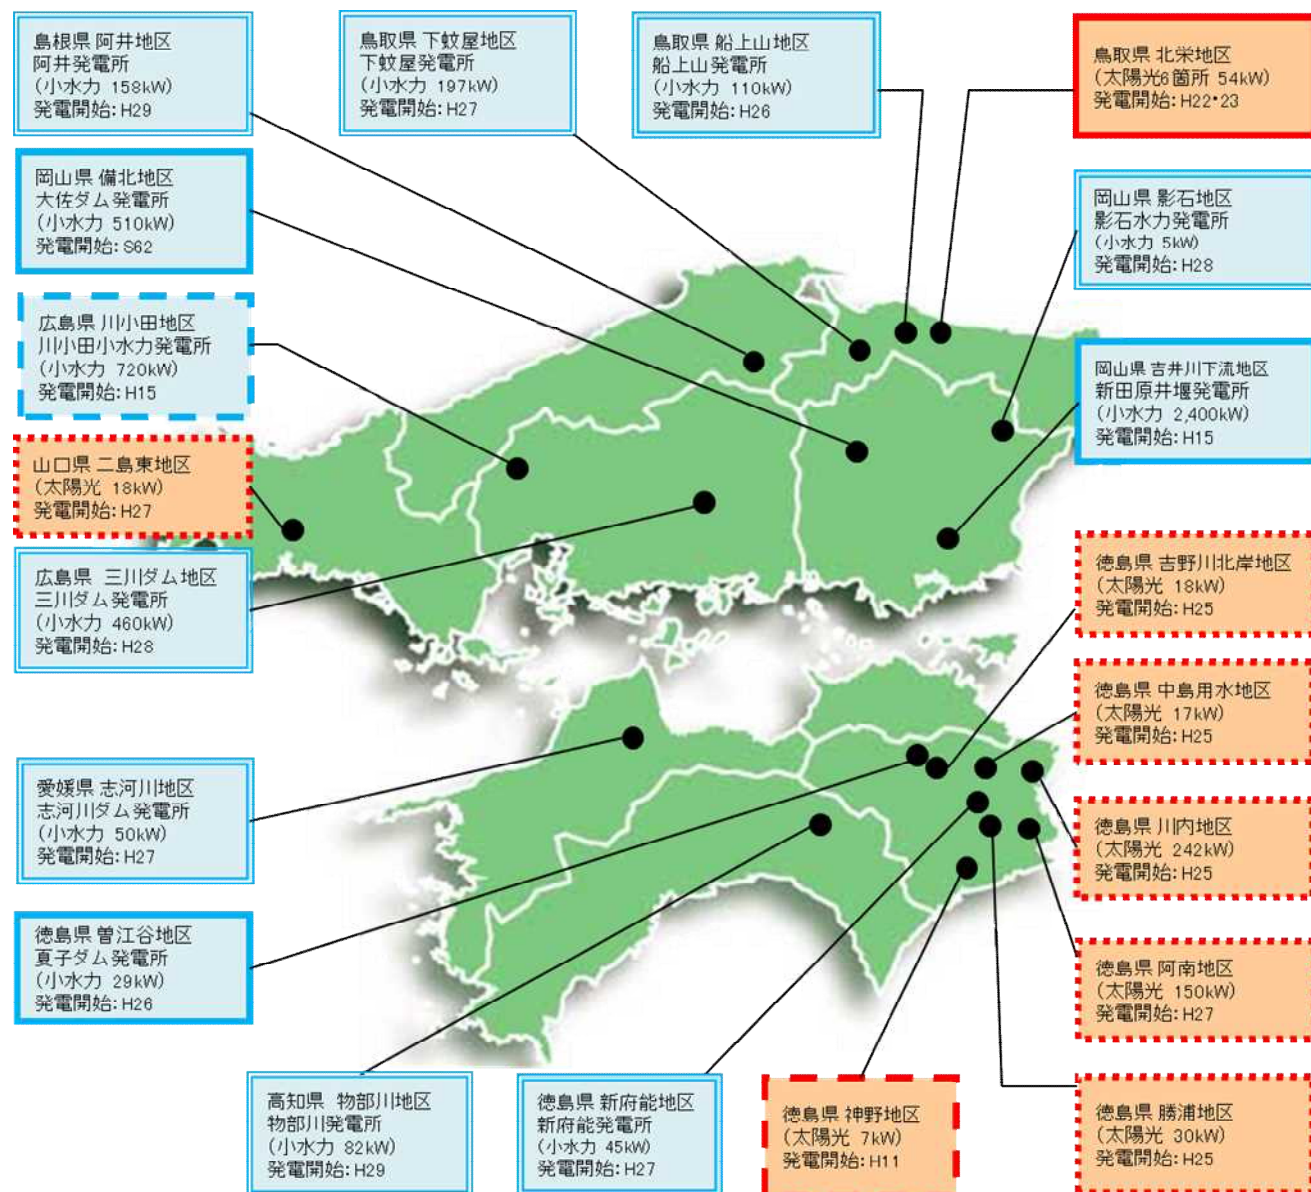 島根県 阿井地区
阿井発電所
(小水力 158kW)
発電開始:H29
鳥取県 下蚊屋地区
下蚊屋発電所
(小水力 197kW)
発電開始:H27
鳥取県 船上山地区
船上山発電所
(小水力 110kW)
発電開始:H26
鳥取県 北栄地区
(太陽光6箇所 54kW)
発電開始:H22・23
岡山県 備北地区
大佐ダム発電所
(小水力 510kW)
発電開始:S62
岡山県 影石地区
影石水力発電所
(小水力 5kW)
発電開始:H28
広島県 川小田地区
川小田小水力発電所
(小水力 720kW)
発電開始:H15
岡山県 吉井川下流地区
新田原井堰発電所
(小水力 2,400kW)
発電開始:H15
山口県 二島東地区
(太陽光 18kW)
発電開始:H27
広島県 三川ダム地区
三川ダム発電所
(小水力 460kW)
発電開始:H28
徳島県 吉野川北岸地区
(太陽光 18kW)
発電開始:H25
徳島県 中島用水地区
(太陽光 17kW)
発電開始:H25
愛媛県 志河川地区
志河川ダム発電所
(小水力 50kW)
発電開始:H27
徳島県 川内地区
(太陽光 242kW)
発電開始:H25
徳島県 曽江谷地区
夏子ダム発電所
(小水力 29kW)
発電開始:H26
徳島県 阿南地区
(太陽光 150kW)
発電開始:H27
高知県 物部川地区
物部川発電所
(小水力 82kW)
発電開始:H29
徳島県 新府能地区
新府能発電所
(小水力 45kW)
発電開始:H27
徳島県 神野地区
(太陽光 7kW)
発電開始:H11
徳島県 勝浦地区
(太陽光 30kW)
発電開始:H25